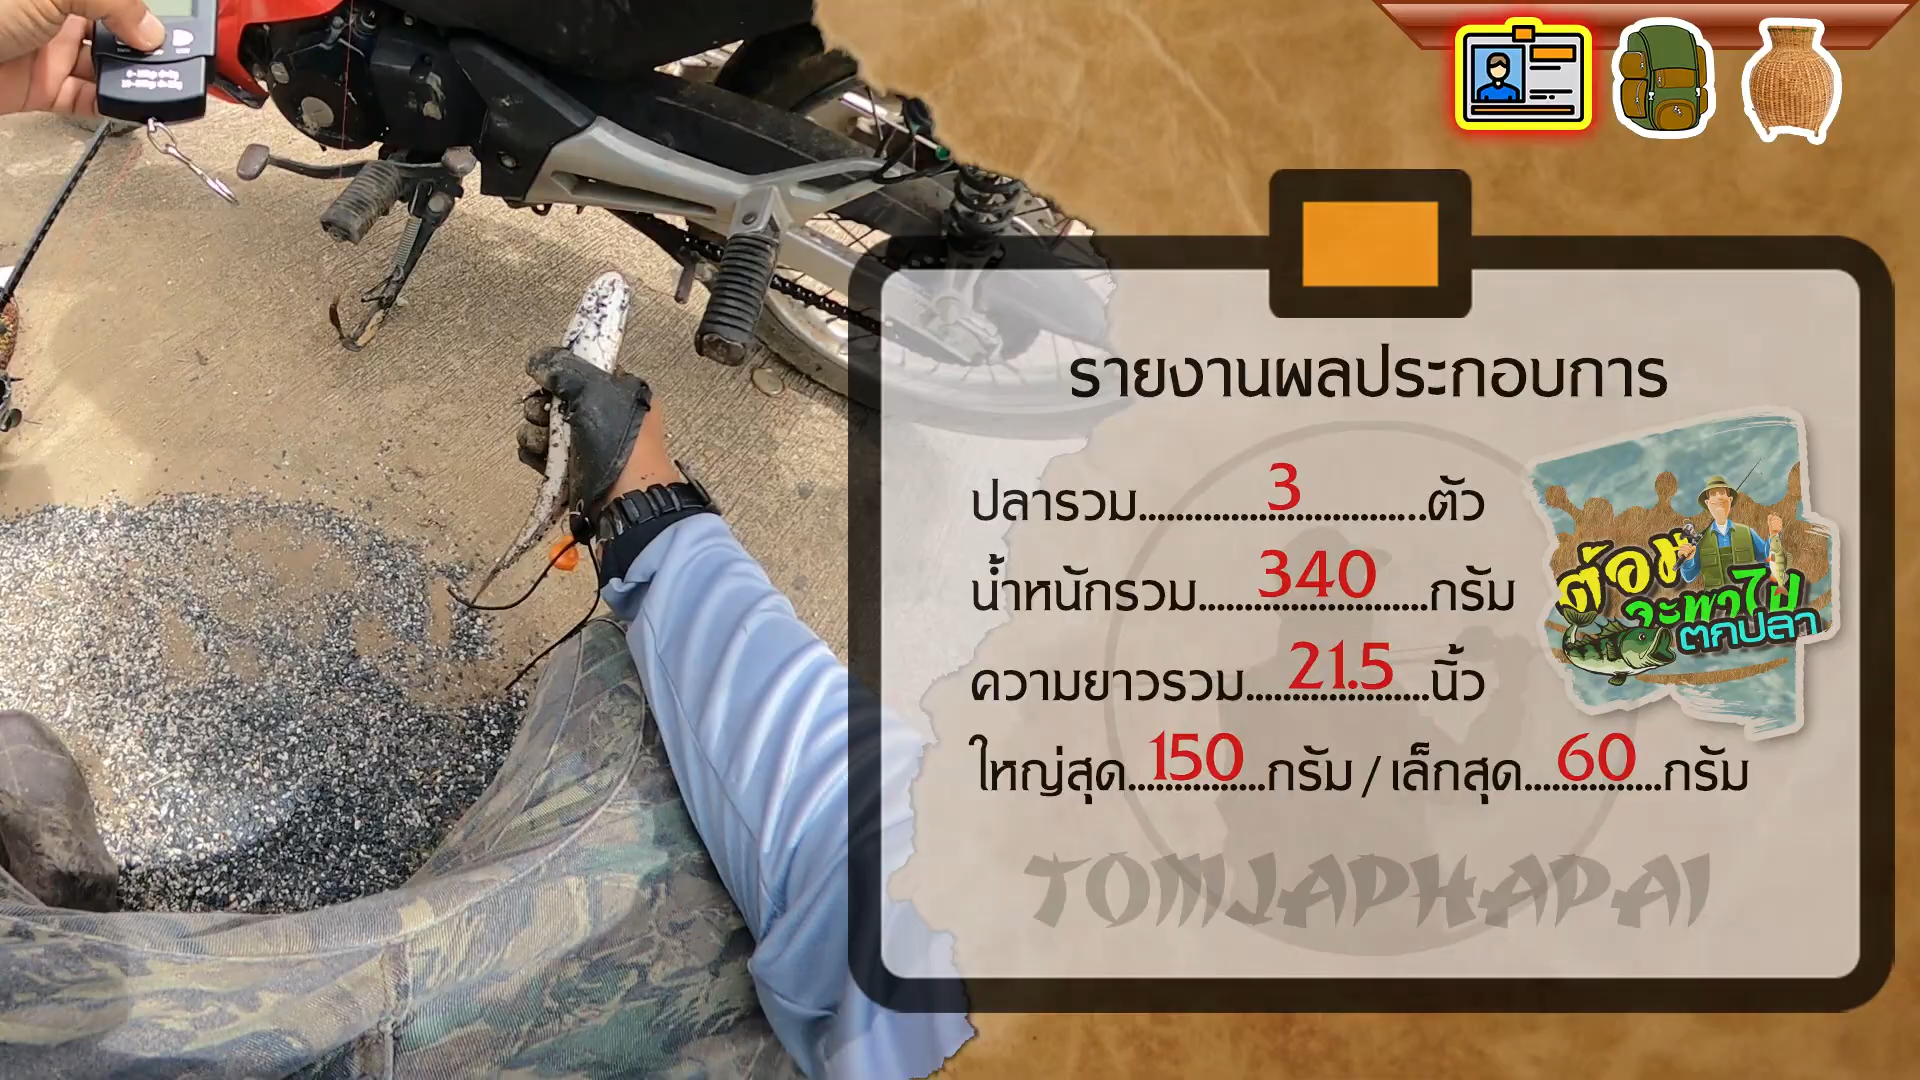 รายงานผลประกอบการ
ปลารวม..............3..............ตัว
น้ำหนักรวม..........340..........กรัม
ความยาวรวม..........21.5..........นิ้ว
ใหญ่สุด......150......กรัม / เล็กสุด......60......กรัม
ต้อม
จะพาไป
ตกปลา
TOMJAPHAPAI